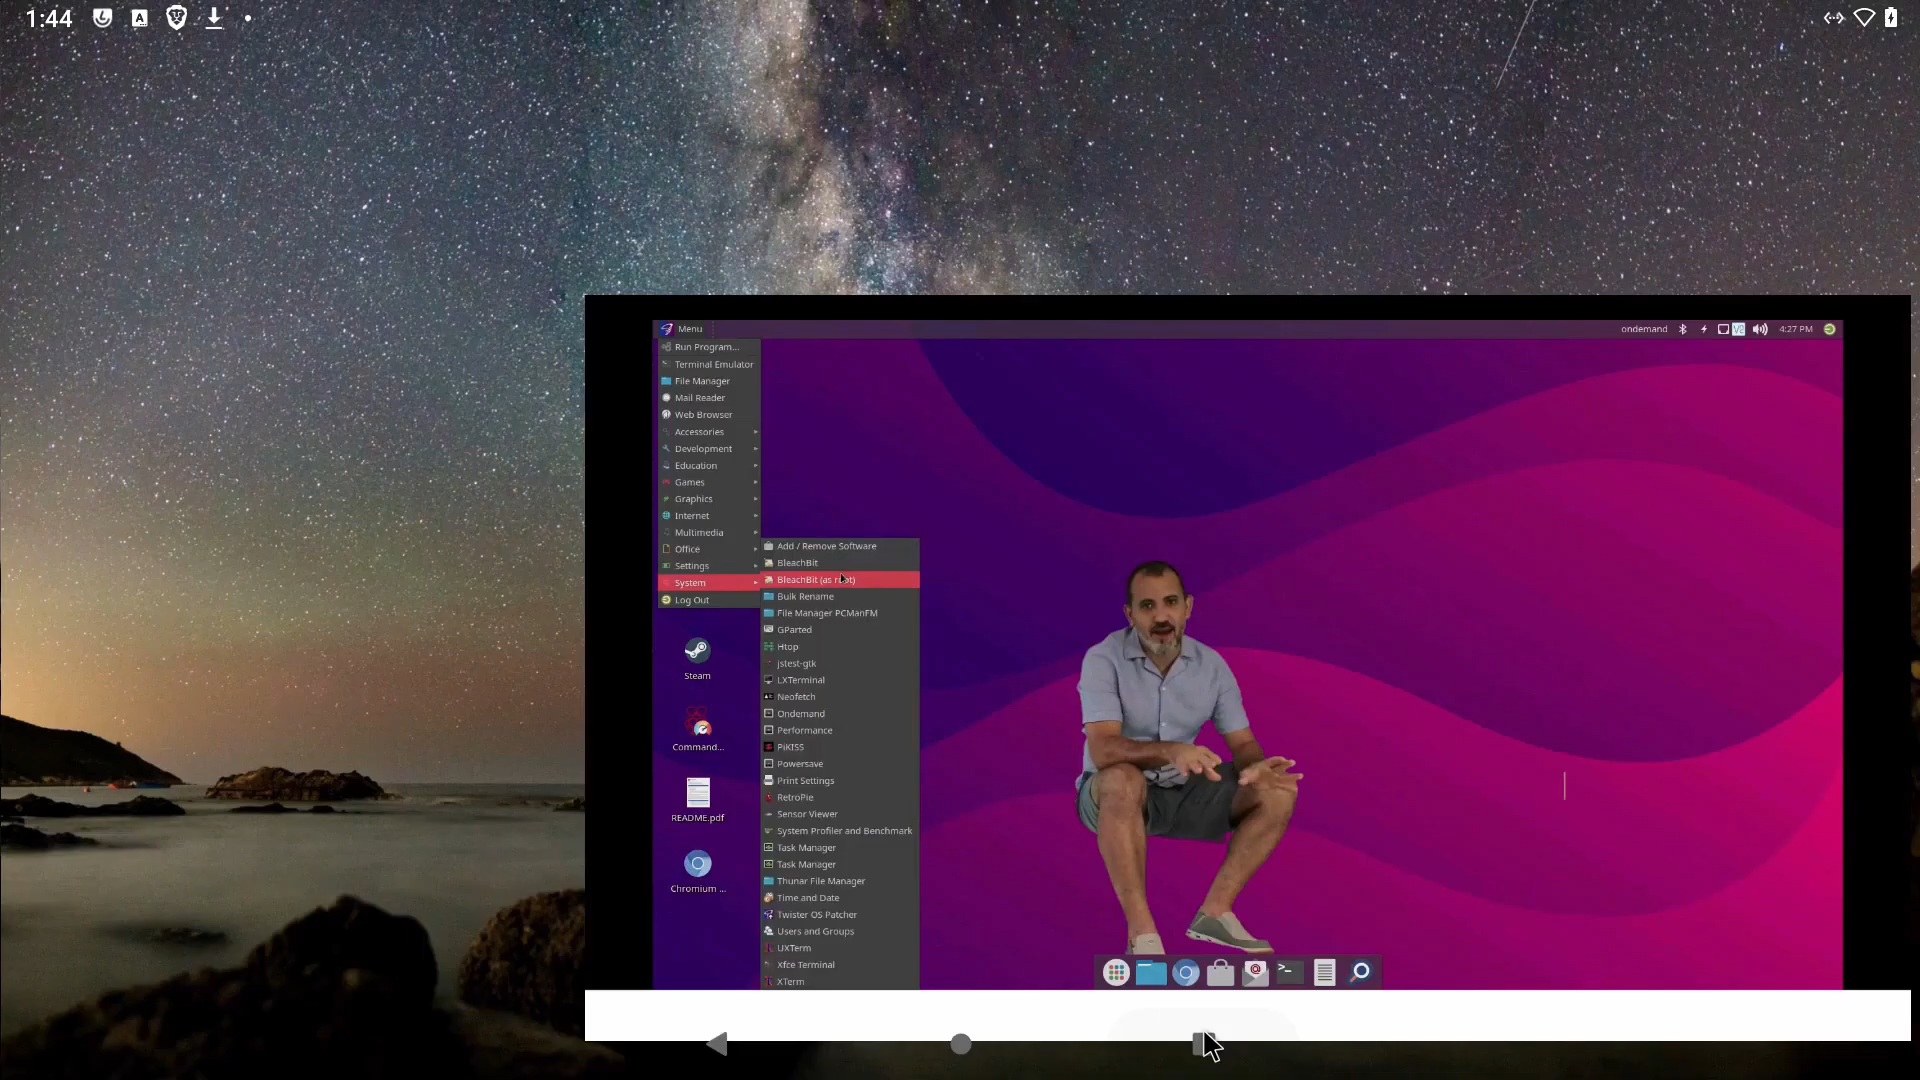 1:44
Menu
ondemand
V2
4:27 PM
Run Program...
Terminal Emulator
File Manager
Mail Reader
Web Browser
Accessories
Development
Education
Games
Graphics
Internet
Multimedia
Office
Settings
System
Log Out
Add / Remove Software
BleachBit
BleachBit (as root)
Bulk Rename
File Manager PCManFM
GParted
Htop
jstest-gtk
LXTerminal
Neofetch
Ondemand
Performance
PiKISS
Powersave
Print Settings
RetroPie
Sensor Viewer
System Profiler and Benchmark
Task Manager
Task Manager
Thunar File Manager
Time and Date
Twister OS Patcher
Users and Groups
UXTerm
Xfce Terminal
XTerm
Steam
Command...
README.pdf
Chromium ...